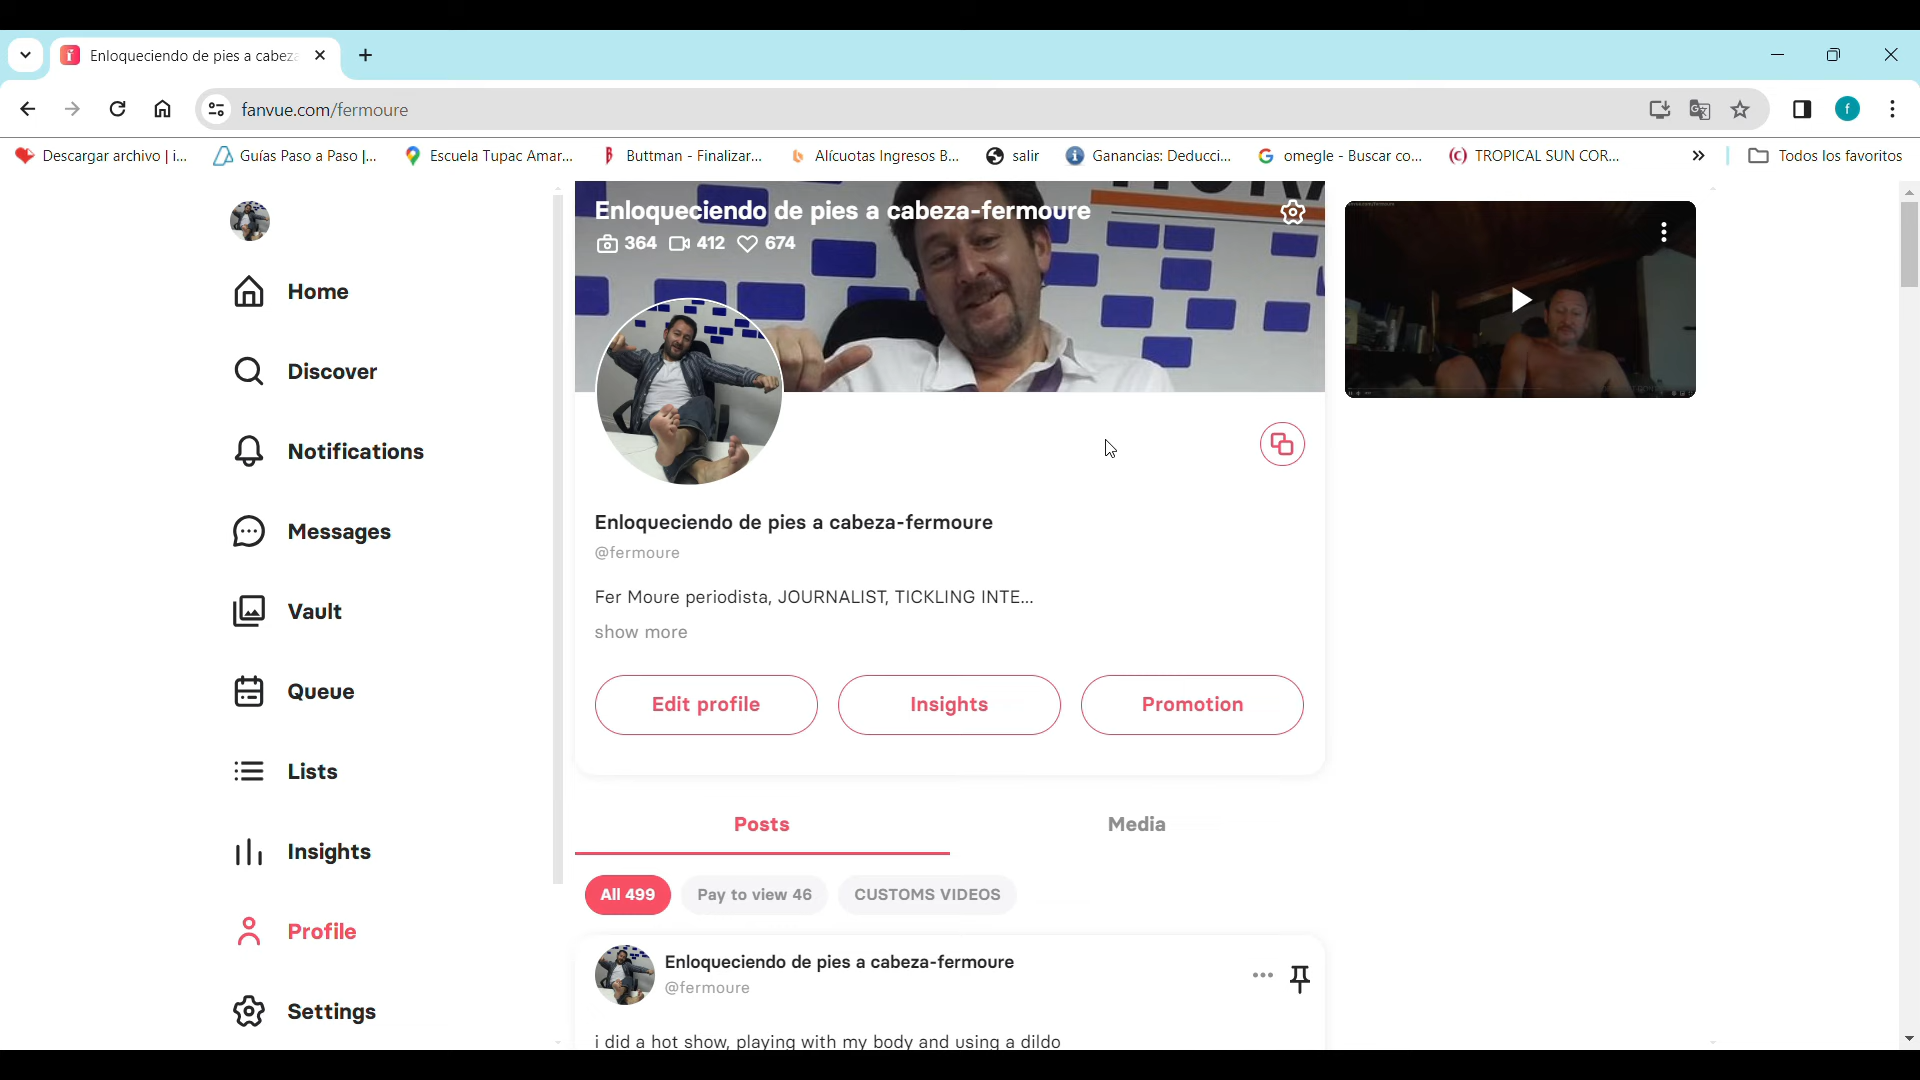 Enloqueciendo de pies a cabeza
fanvue.com/fermoure
Descargar archivo | i...
Guías Paso a Paso |...
Escuela Tupac Amar...
Buttman - Finalizar...
Alícuotas Ingresos B...
salir
Ganancias: Deducci...
omegle - Buscar co...
TROPICAL SUN COR...
Todos los favoritos
Home
Discover
Notifications
Messages
Vault
Queue
Lists
Insights
Profile
Settings
Enloqueciendo de pies a cabeza-fermoure
364 412 674
Enloqueciendo de pies a cabeza-fermoure
@fermoure
Fer Moure periodista, JOURNALIST, TICKLING INTE...
show more
Edit profile Insights Promotion
Posts Media
All 499 Pay to view 46 CUSTOMS VIDEOS
Enloqueciendo de pies a cabeza-fermoure
@fermoure
i did a hot show, playing with my body and using a dildo